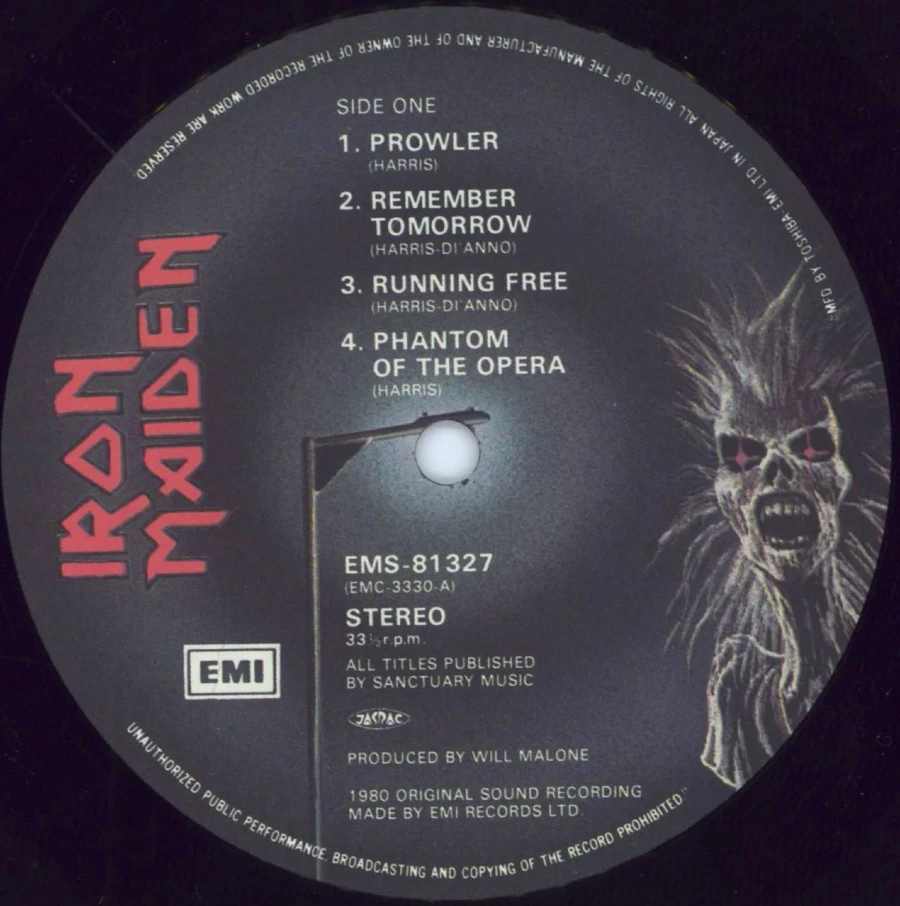 SIDE ONE
1. PROWLER
(HARRIS)
2. REMEMBER
TOMORROW
(HARRIS-DI'ANNO)
3. RUNNING FREE
(HARRIS-DI'ANNO)
4. PHANTOM
OF THE OPERA
(HARRIS)
IRON
MAIDEN
EMS-81327
(EMC-3330-A)
STEREO
33⅓r.p.m.
EMI
ALL TITLES PUBLISHED
BY SANCTUARY MUSIC
JASRAC
PRODUCED BY WILL MALONE
1980 ORIGINAL SOUND RECORDING
MADE BY EMI RECORDS LTD.
"MFD BY TOSHIBA-EMI LTD. IN JAPAN ALL RIGHTS OF THE MANUFACTURER AND OF THE OWNER OF THE RECORDED WORK ARE RESERVED
UNAUTHORIZED PUBLIC PERFORMANCE, BROADCASTING AND COPYING OF THE RECORD PROHIBITED."